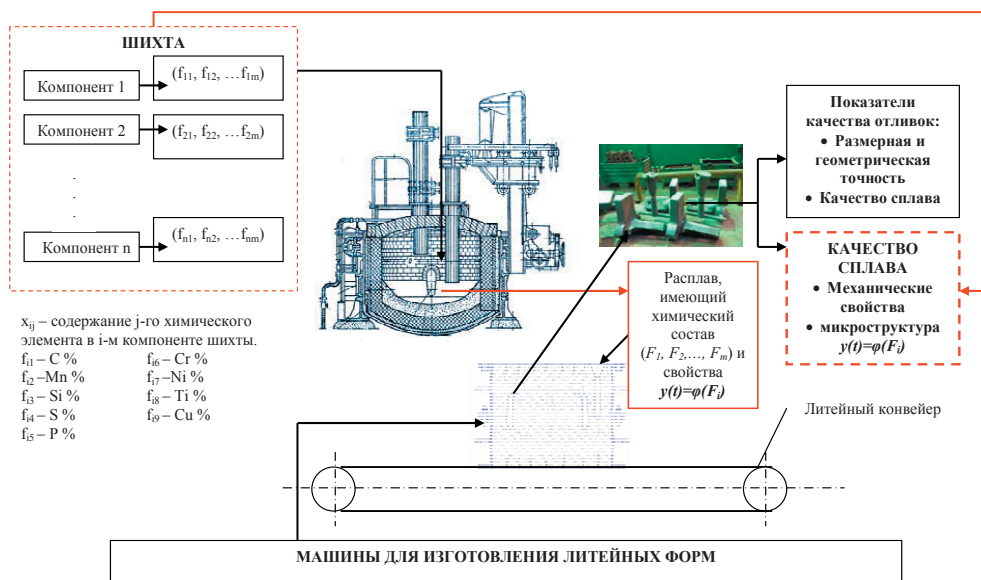 ШИХТА
Компонент 1
(f11, f12, …f1m)
Компонент 2
(f21, f22, …f2m)
.
.
.
Компонент n
(fn1, fn2, …fnm)
xij – содержание j-го химического
элемента в i-м компоненте шихты.
fi1 – C % fi6 – Cr %
fi2 –Mn % fi7 –Ni %
fi3 – Si % fi8 – Ti %
fi4 – S % fi9 – Cu %
fi5 – P %
Расплав,
имеющий
химический
состав
(F1, F2,…, Fm) и
свойства
y(t)=φ(Fi)
Показатели
качества отливок:
• Размерная и
геометрическая
точность
• Качество сплава
КАЧЕСТВО
СПЛАВА
• Механические
свойства
• микроструктура
y(t)=φ(Fi)
Литейный конвейер
МАШИНЫ ДЛЯ ИЗГОТОВЛЕНИЯ ЛИТЕЙНЫХ ФОРМ